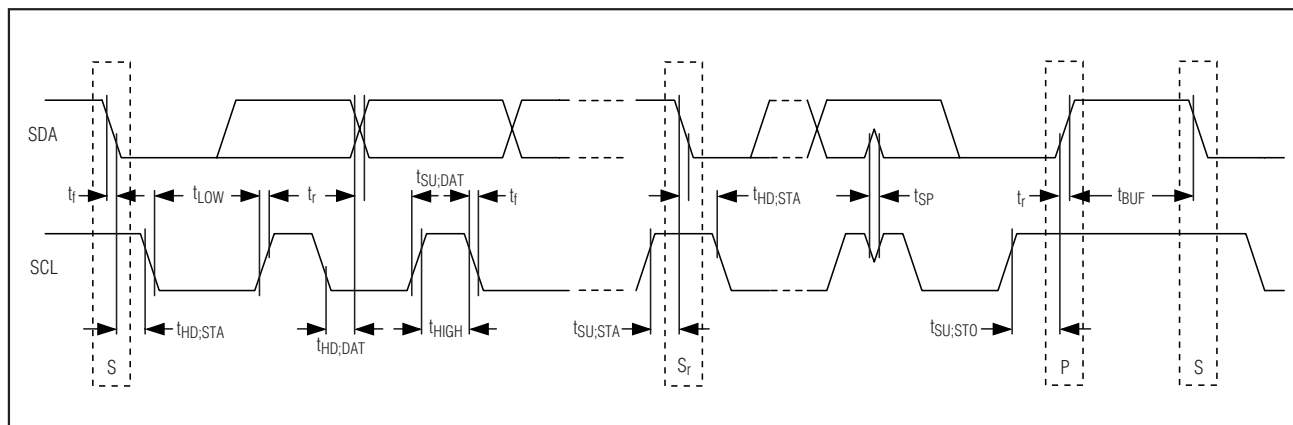 SDA
tf
tLOW
tr
tSU;DAT
tf
tHD;STA
tSP
tr
tBUF
SCL
tHD;STA
tHD;DAT
tHIGH
tSU;STA
tSU;STO
S
Sr
P
S